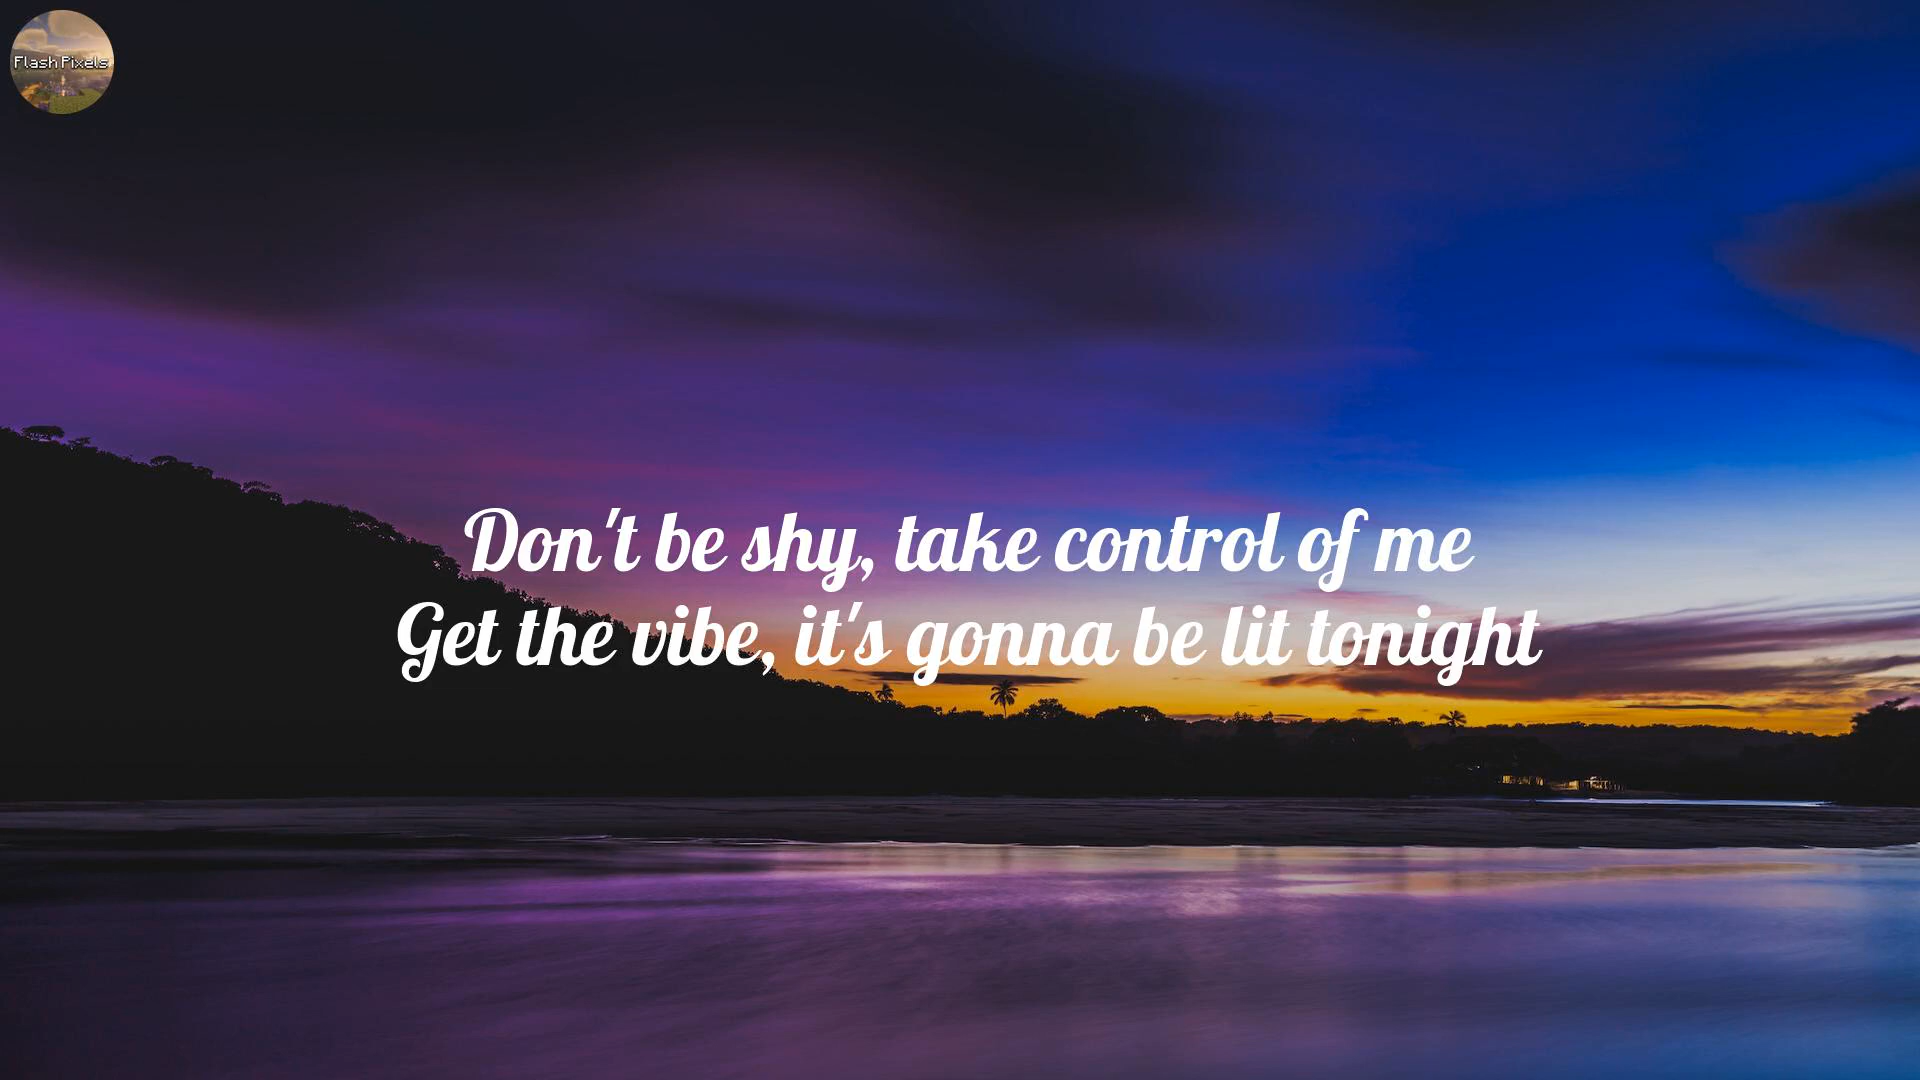 Flash Pixels
Don't be shy, take control of me
Get the vibe, it's gonna be lit tonight